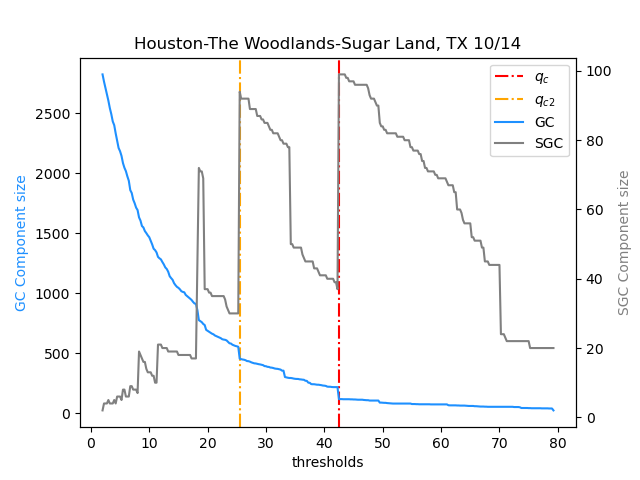 Houston-The Woodlands-Sugar Land, TX 10/14
GC Component size
2500
2000
1500
1000
500
0
q_c
q_{c2}
GC
SGC
100
80
60
40
20
0
SGC Component size
0 10 20 30 40 50 60 70 80
thresholds